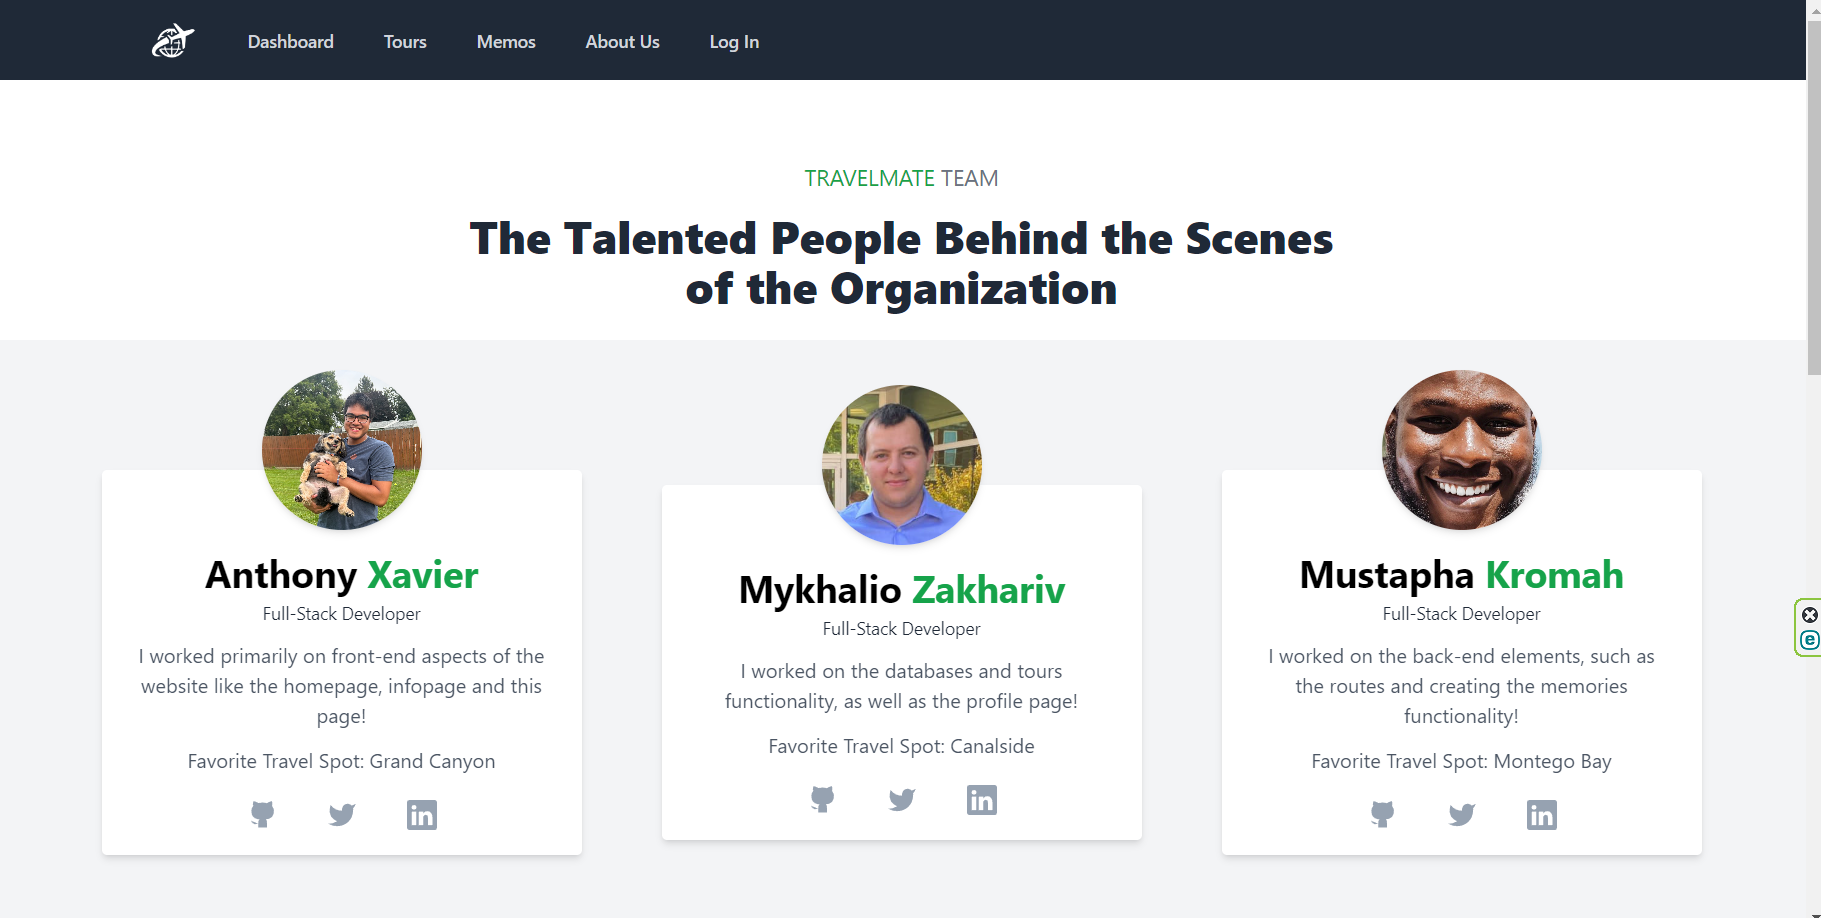 Dashboard Tours Memos About Us Log In
TRAVELMATE TEAM
The Talented People Behind the Scenes
of the Organization
Anthony Xavier
Full-Stack Developer
I worked primarily on front-end aspects of the
website like the homepage, infopage and this
page!
Favorite Travel Spot: Grand Canyon
in
Mykhalio Zakhariv
Full-Stack Developer
I worked on the databases and tours
functionality, as well as the profile page!
Favorite Travel Spot: Canalside
in
Mustapha Kromah
Full-Stack Developer
I worked on the back-end elements, such as
the routes and creating the memories
functionality!
Favorite Travel Spot: Montego Bay
in
e